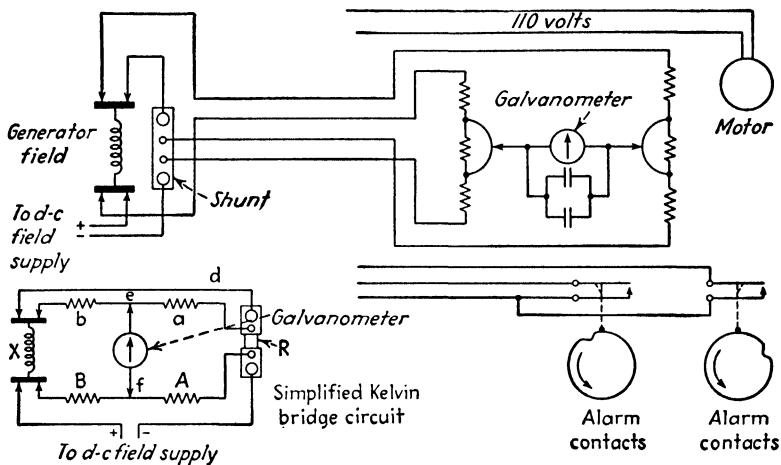 110 volts
Generator
field
Galvanometer
Motor
Shunt
To d-c
field
supply
+
-
d
e
b
a
Galvanometer
X
R
B
f
A
Simplified Kelvin
bridge circuit
+
-
To d-c field supply
Alarm
contacts
Alarm
contacts